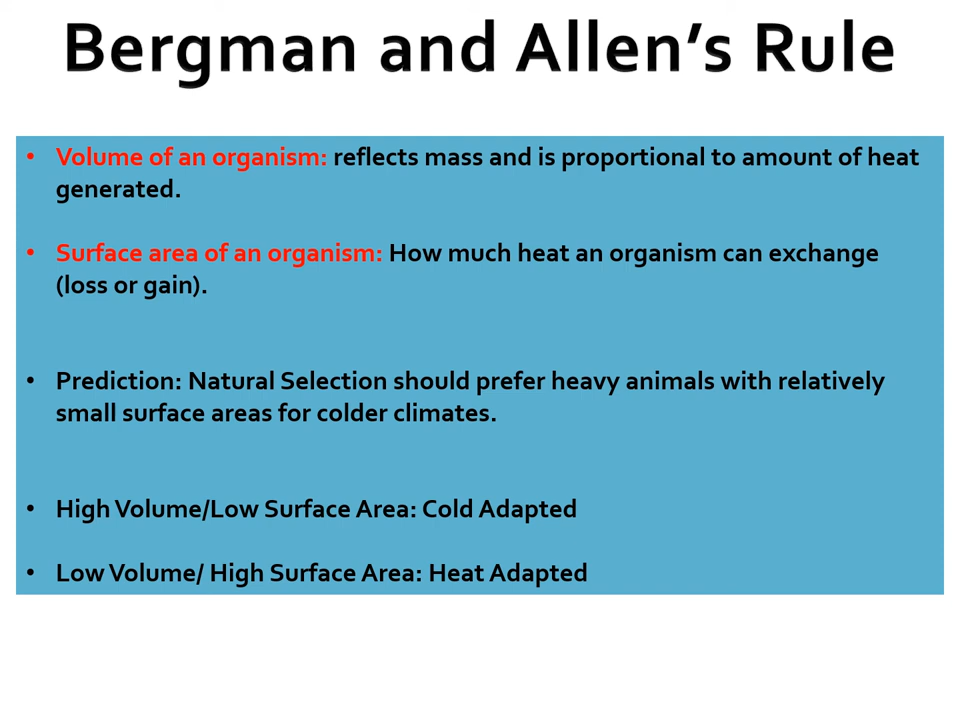 Bergman and Allen’s Rule
• Volume of an organism: reflects mass and is proportional to amount of heat
generated.
• Surface area of an organism: How much heat an organism can exchange
(loss or gain).
• Prediction: Natural Selection should prefer heavy animals with relatively
small surface areas for colder climates.
• High Volume/Low Surface Area: Cold Adapted
• Low Volume/ High Surface Area: Heat Adapted